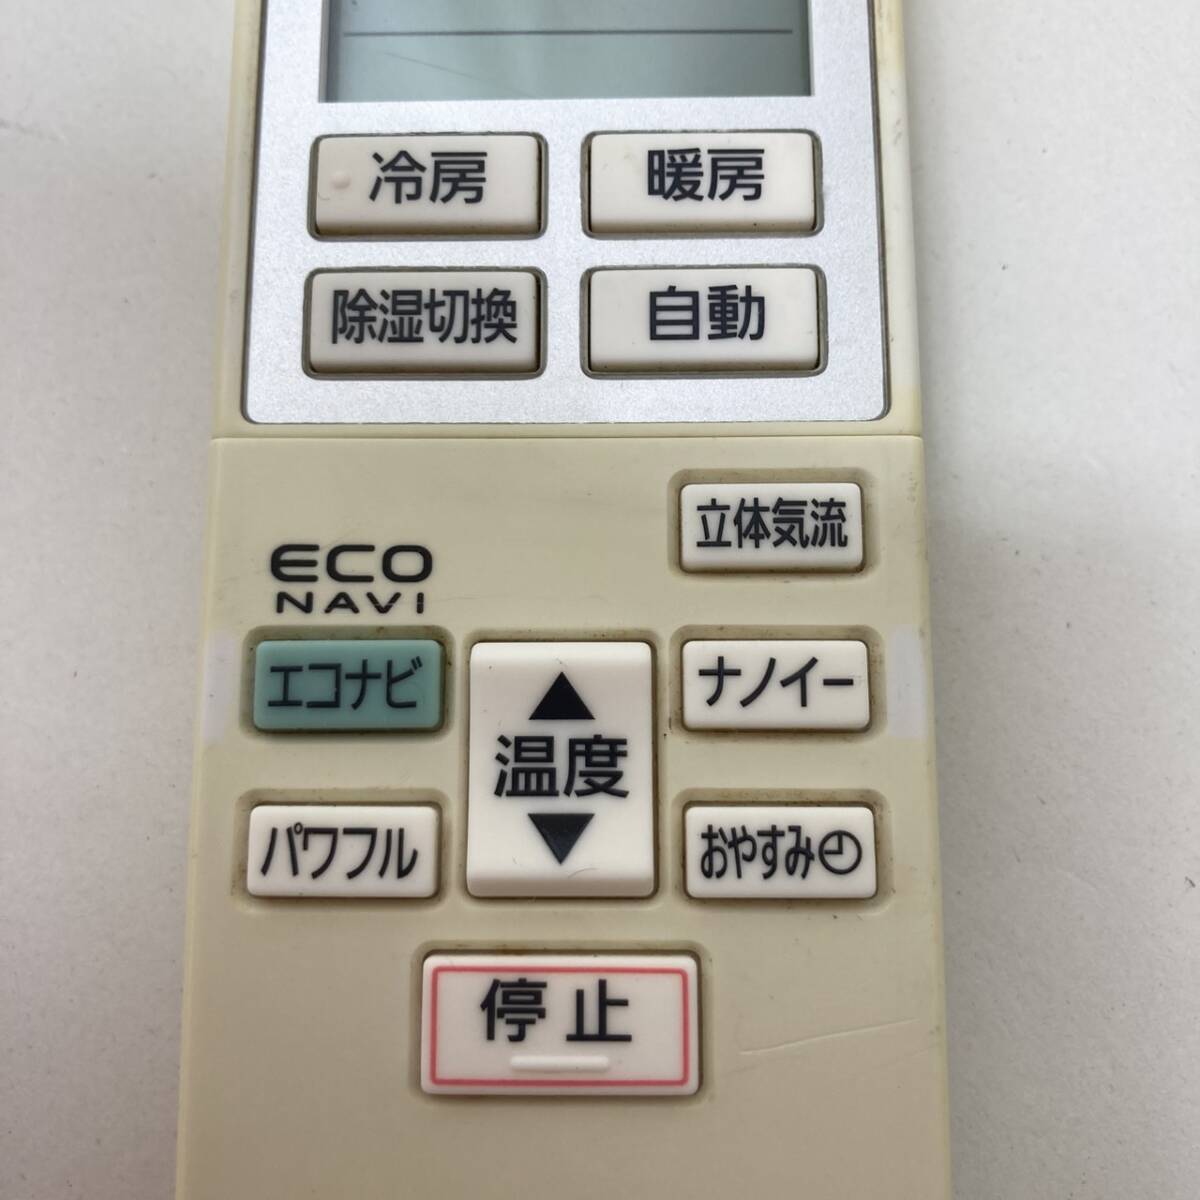 冷房
暖房
除湿切換
自動
立体気流
ECO
NAVI
エコナビ
ナノイー
▲
温度
▼
パワフル
おやすみ
停止